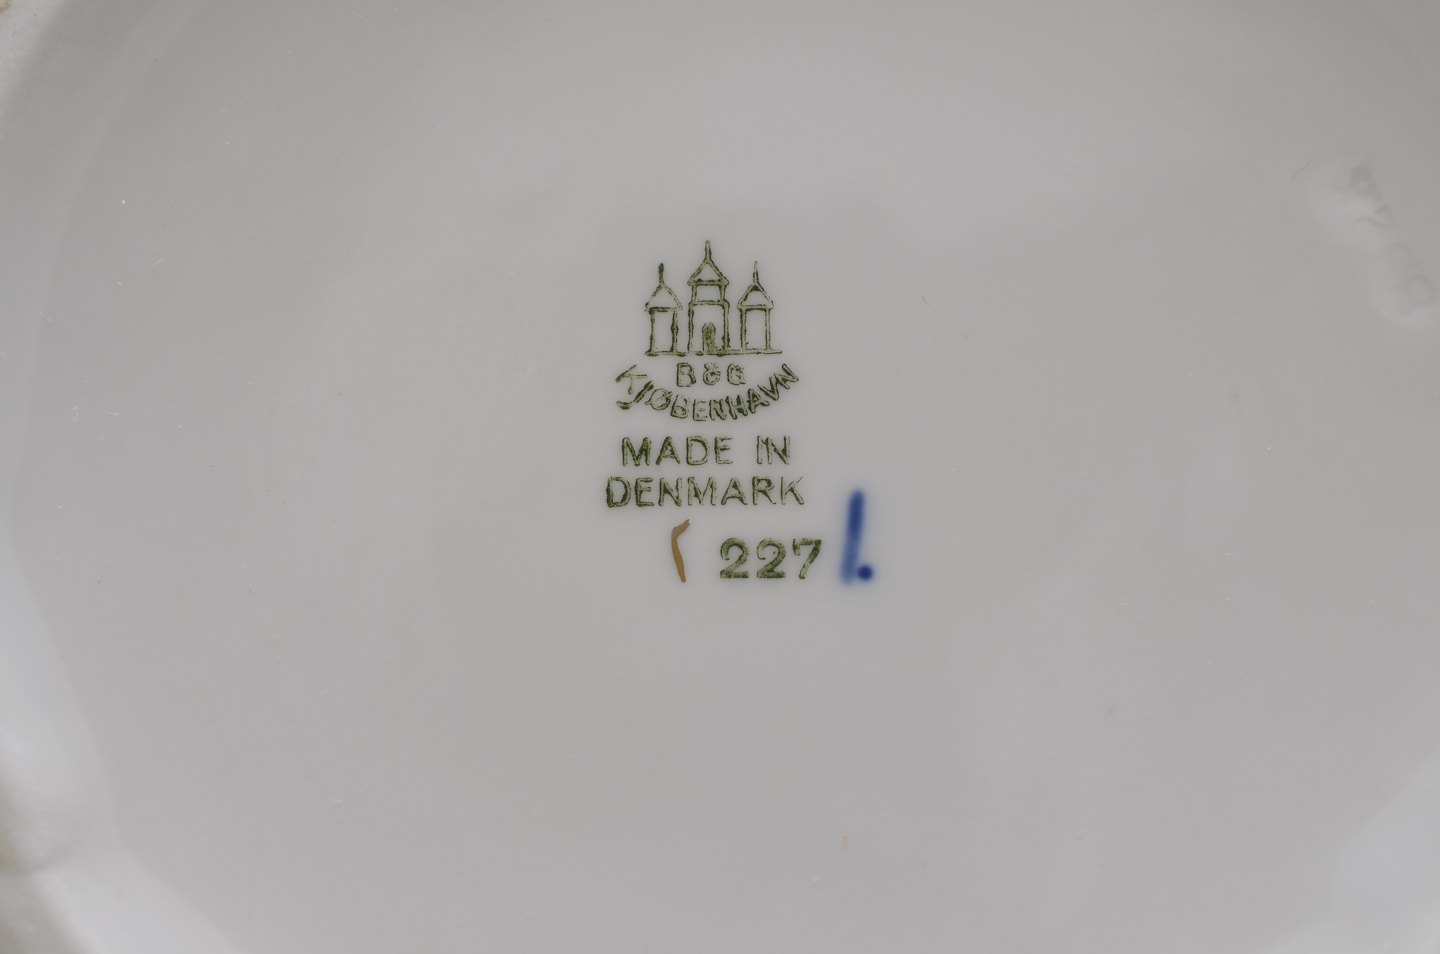 B&G
KJØBENHAVN
MADE IN
DENMARK
227